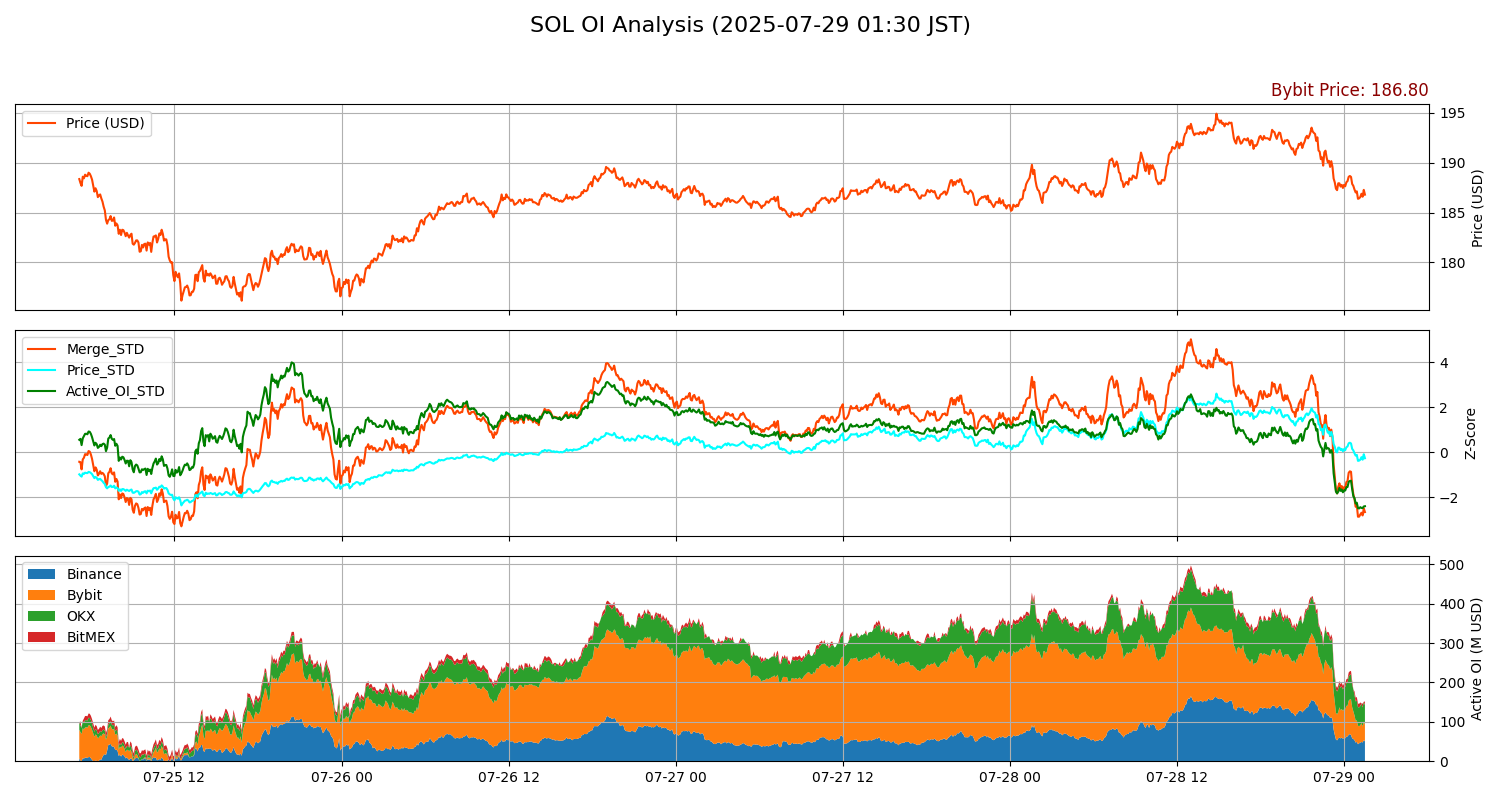 SOL OI Analysis (2025-07-29 01:30 JST)
Bybit Price: 186.80
Price (USD)
195
190
185
180
Price (USD)
Merge_STD
Price_STD
Active_OI_STD
4
2
0
−2
Z-Score
Binance
Bybit
OKX
BitMEX
500
400
300
200
100
0
Active OI (M USD)
07-25 12
07-26 00
07-26 12
07-27 00
07-27 12
07-28 00
07-28 12
07-29 00